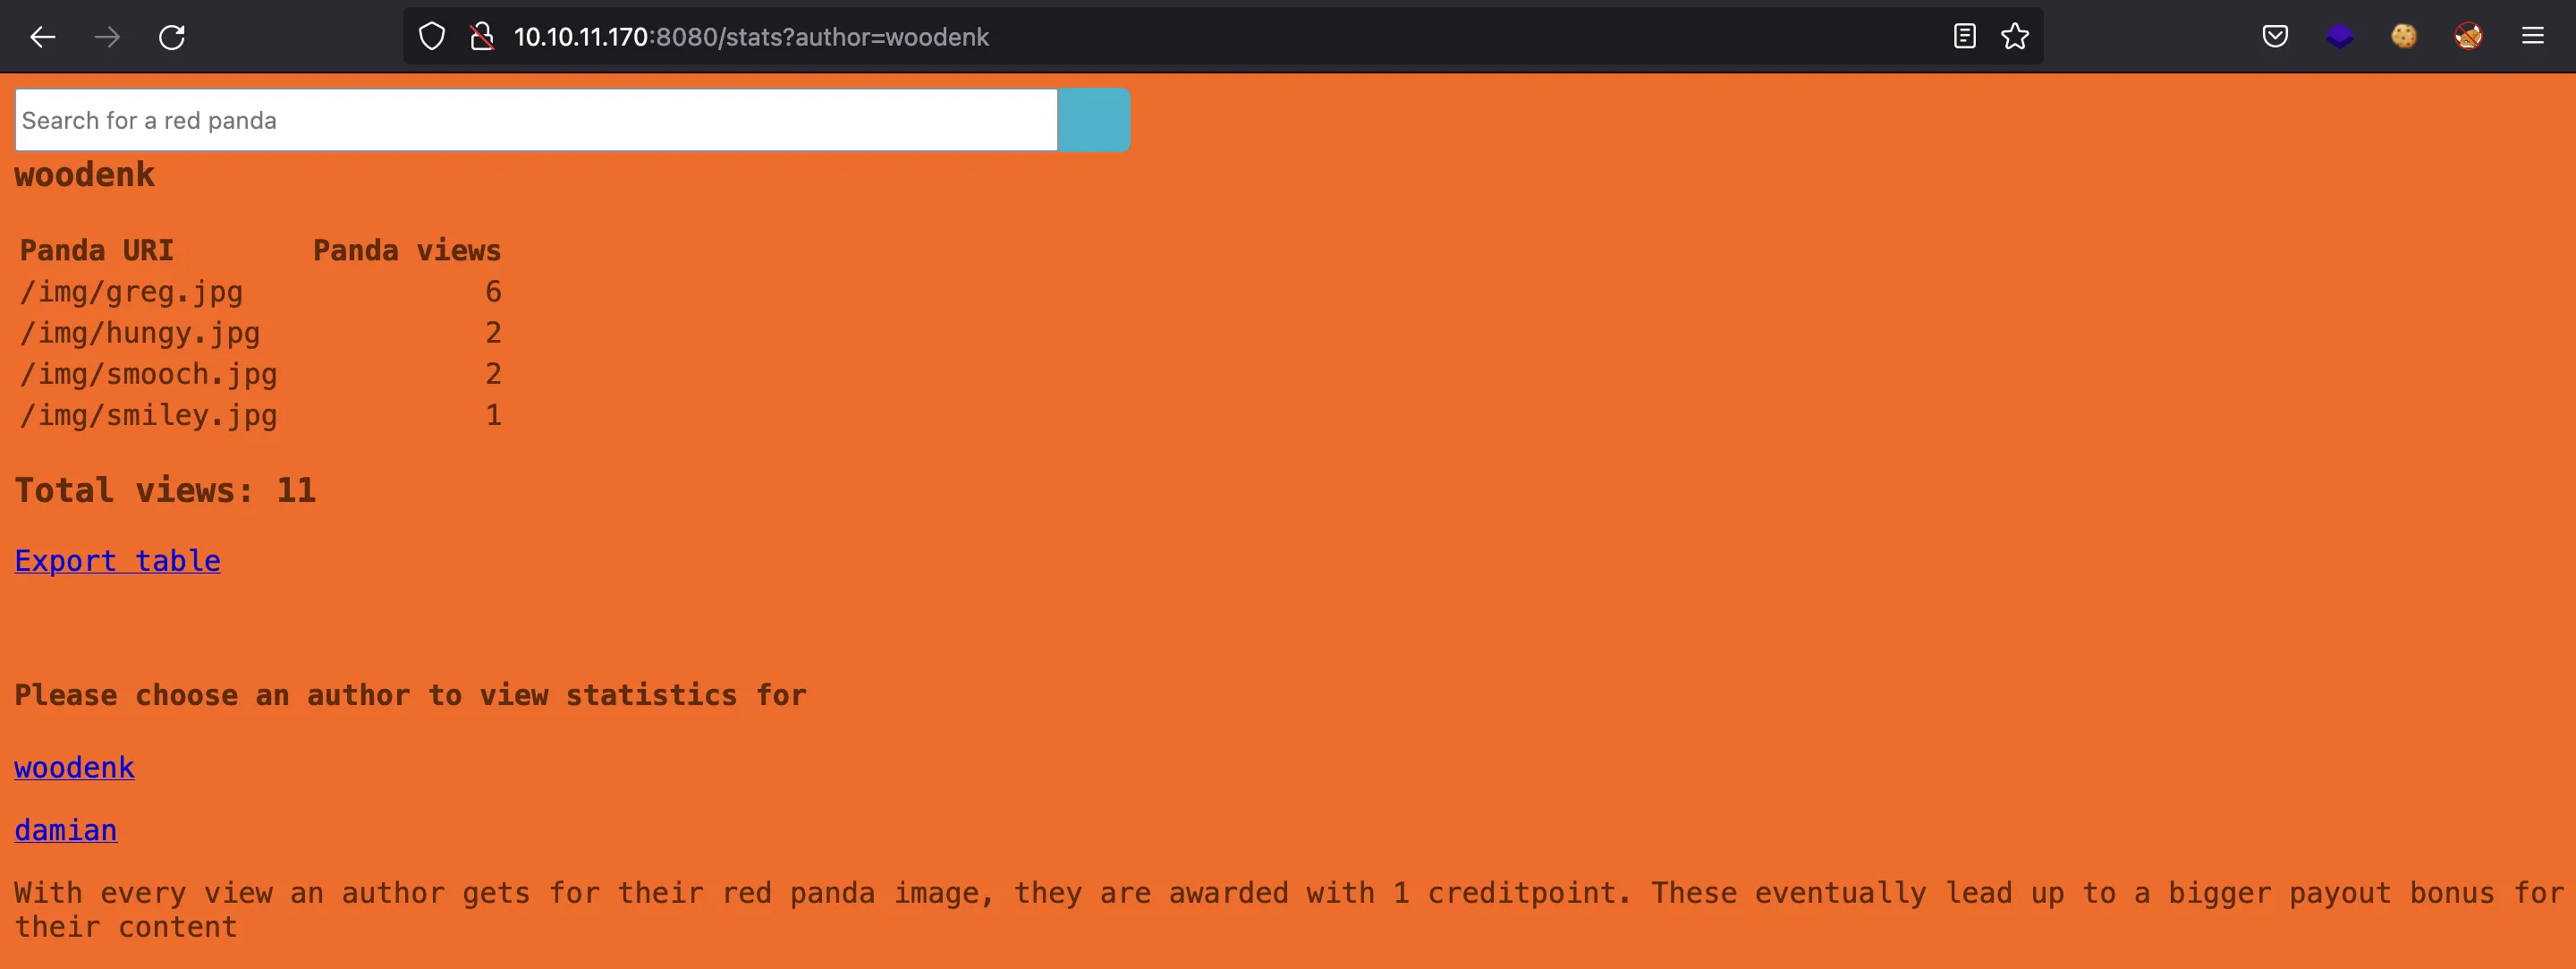 10.10.11.170:8080/stats?author=woodenk
Search for a red panda
woodenk
Panda URI Panda views
/img/greg.jpg 6
/img/hungy.jpg 2
/img/smooch.jpg 2
/img/smiley.jpg 1
Total views: 11
Export table
Please choose an author to view statistics for
woodenk
damian
With every view an author gets for their red panda image, they are awarded with 1 creditpoint. These eventually lead up to a bigger payout bonus for
their content